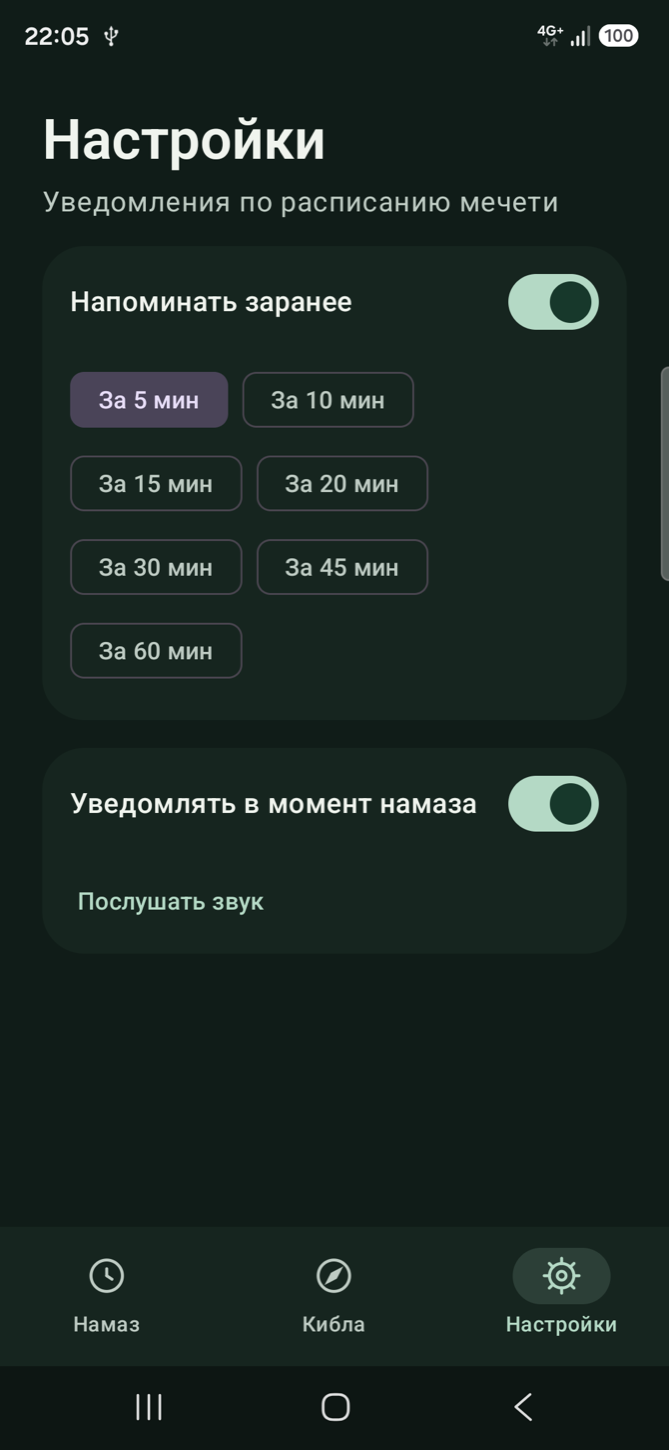 22:05
4G+ 100
Настройки
Уведомления по расписанию мечети
Напоминать заранее
За 5 мин За 10 мин
За 15 мин За 20 мин
За 30 мин За 45 мин
За 60 мин
Уведомлять в момент намаза
Послушать звук
Намаз Кибла Настройки